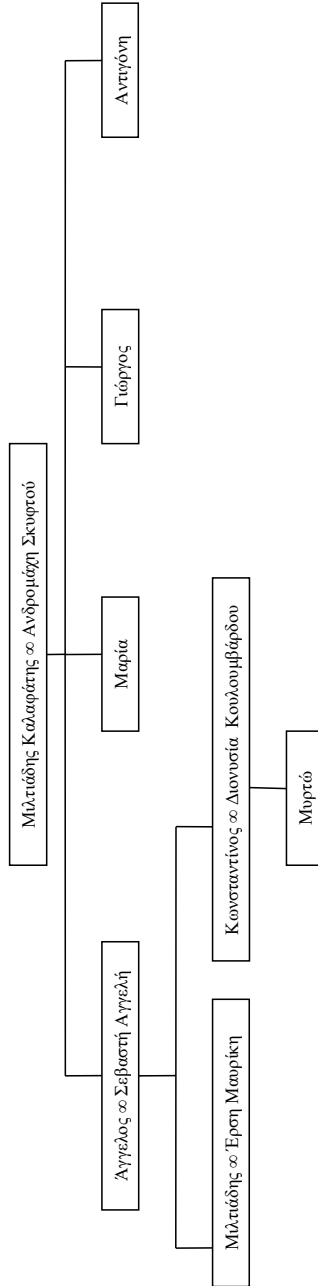 Μιλτιάδης Καλαφάτης ∞ Ανδρομάχη Σκυφτού
Άγγελος ∞ Σεβαστή Αγγελή
Μαρία
Γιώργος
Αντιγόνη
Μιλτιάδης ∞ Έρση Μαυρίκη
Κωνσταντίνος ∞ Διονυσία Κουλουμβάρδου
Μυρτώ